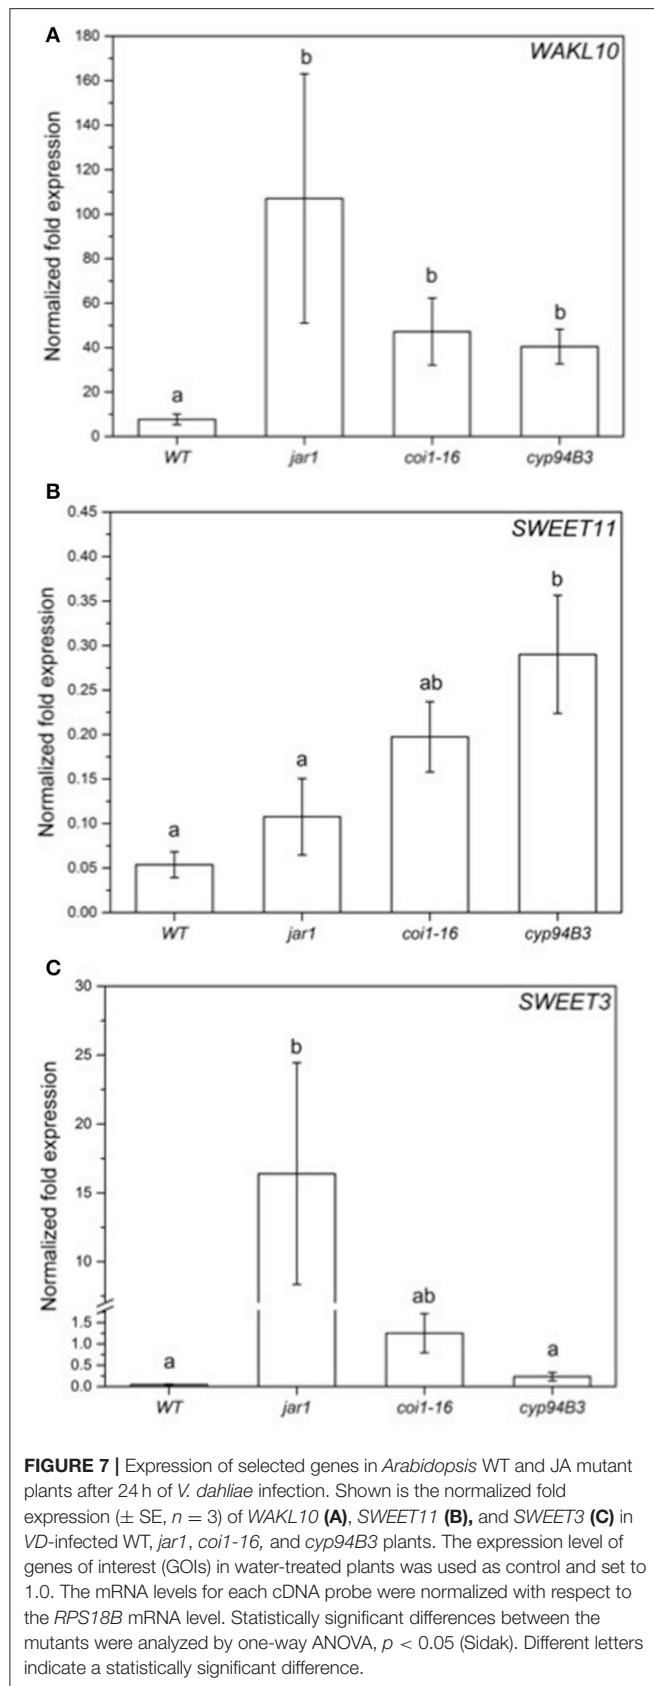 A
WAKL10
Normalized fold expression
180
160
140
120
100
80
60
40
20
0
a
b
b
b
WT
jar1
coi1-16
cyp94B3
B
SWEET11
Normalized fold expression
0.45
0.40
0.35
0.30
0.25
0.20
0.15
0.10
0.05
0.00
a
a
ab
b
WT
jar1
coi1-16
cyp94B3
C
SWEET3
Normalized fold expression
30
25
20
15
10
1.5
1.0
0.5
0.0
a
b
ab
a
WT
jar1
coi1-16
cyp94B3
FIGURE 7 | Expression of selected genes in Arabidopsis WT and JA mutant
plants after 24 h of V. dahliae infection. Shown is the normalized fold
expression (± SE, n = 3) of WAKL10 (A), SWEET11 (B), and SWEET3 (C) in
VD-infected WT, jar1, coi1-16, and cyp94B3 plants. The expression level of
genes of interest (GOIs) in water-treated plants was used as control and set to
1.0. The mRNA levels for each cDNA probe were normalized with respect to
the RPS18B mRNA level. Statistically significant differences between the
mutants were analyzed by one-way ANOVA, p < 0.05 (Sidak). Different letters
indicate a statistically significant difference.